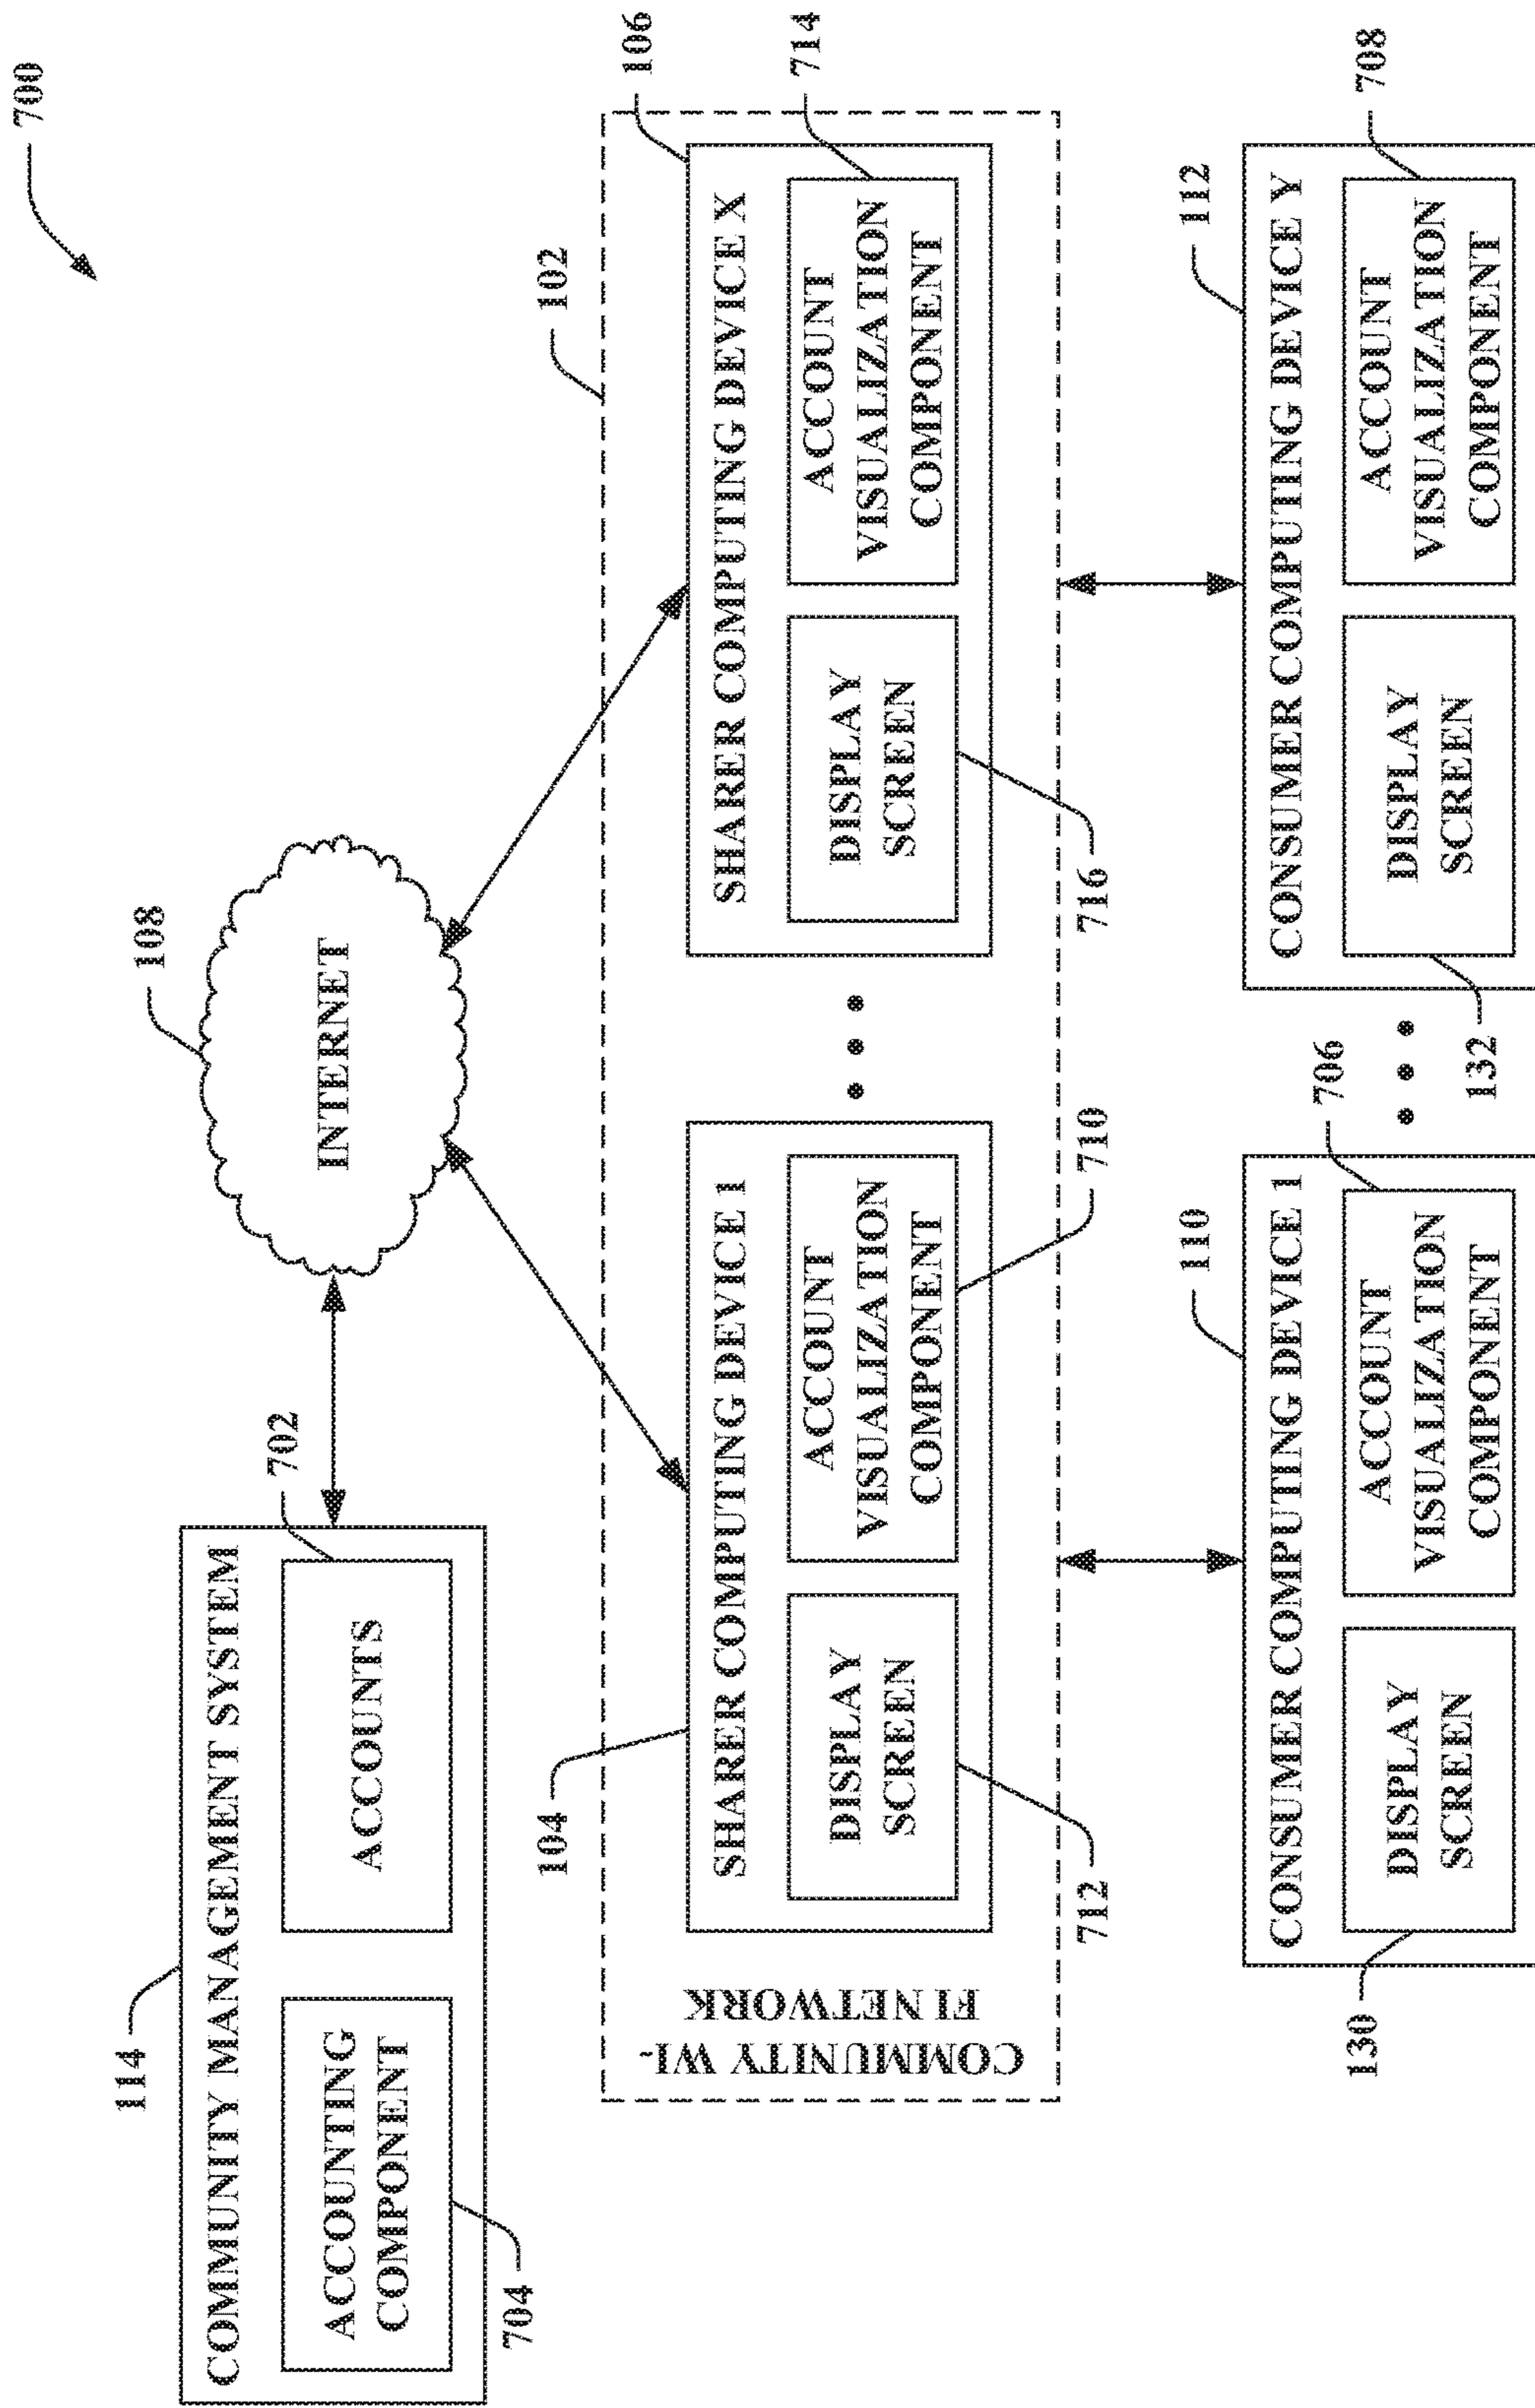 700
114
COMMUNITY MANAGEMENT SYSTEM
ACCOUNTING
COMPONENT
704
ACCOUNTS
702
108
INTERNET
102
COMMUNITY WI-
FI NETWORK
104
SHARER COMPUTING DEVICE 1
DISPLAY
SCREEN
712
ACCOUNT
VISUALIZATION
COMPONENT
710
106
SHARER COMPUTING DEVICE X
DISPLAY
SCREEN
716
ACCOUNT
VISUALIZATION
COMPONENT
714
110
CONSUMER COMPUTING DEVICE 1
DISPLAY
SCREEN
130
ACCOUNT
VISUALIZATION
COMPONENT
706
112
CONSUMER COMPUTING DEVICE Y
DISPLAY
SCREEN
132
ACCOUNT
VISUALIZATION
COMPONENT
708